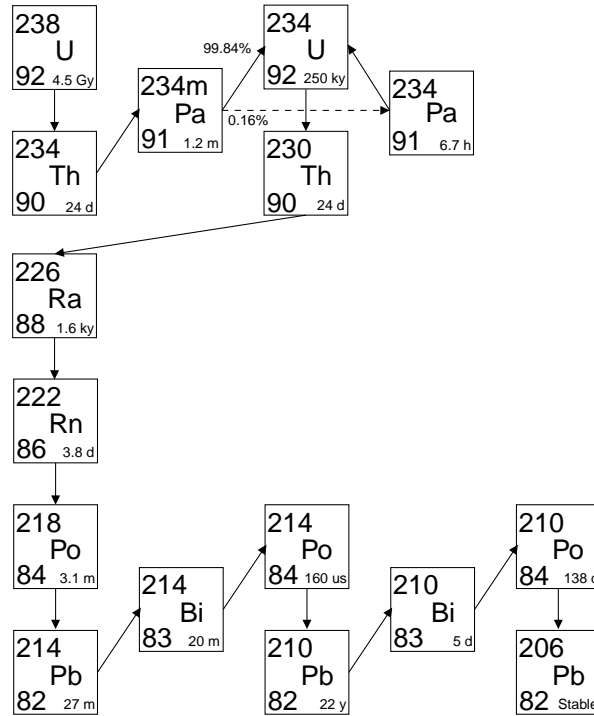 238
U
92 4.5 Gy
99.84%
234
U
92 250 ky
234m
Pa
91 1.2 m
0.16%
234
Pa
91 6.7 h
234
Th
90 24 d
230
Th
90 24 d
226
Ra
88 1.6 ky
222
Rn
86 3.8 d
218
Po
84 3.1 m
214
Po
84 160 us
210
Po
84 138 d
214
Bi
83 20 m
210
Bi
83 5 d
214
Pb
82 27 m
210
Pb
82 22 y
206
Pb
82 Stable